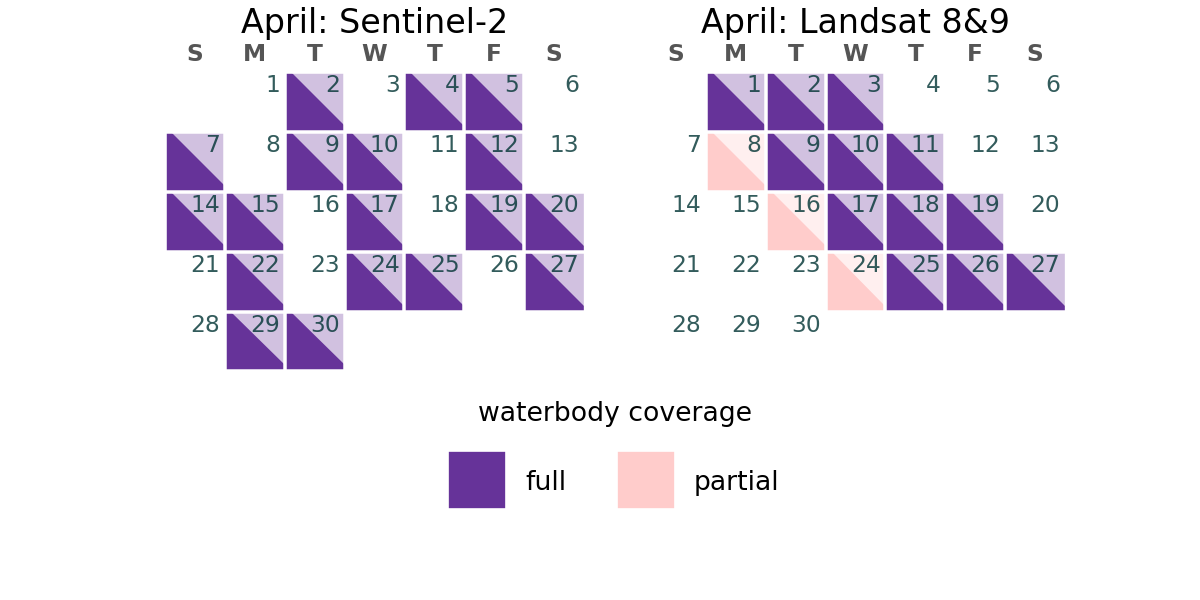 April: Sentinel-2
S M T W T F S
1 2 3 4 5 6
7 8 9 10 11 12 13
14 15 16 17 18 19 20
21 22 23 24 25 26 27
28 29 30
April: Landsat 8&9
S M T W T F S
1 2 3 4 5 6
7 8 9 10 11 12 13
14 15 16 17 18 19 20
21 22 23 24 25 26 27
28 29 30
waterbody coverage
full partial